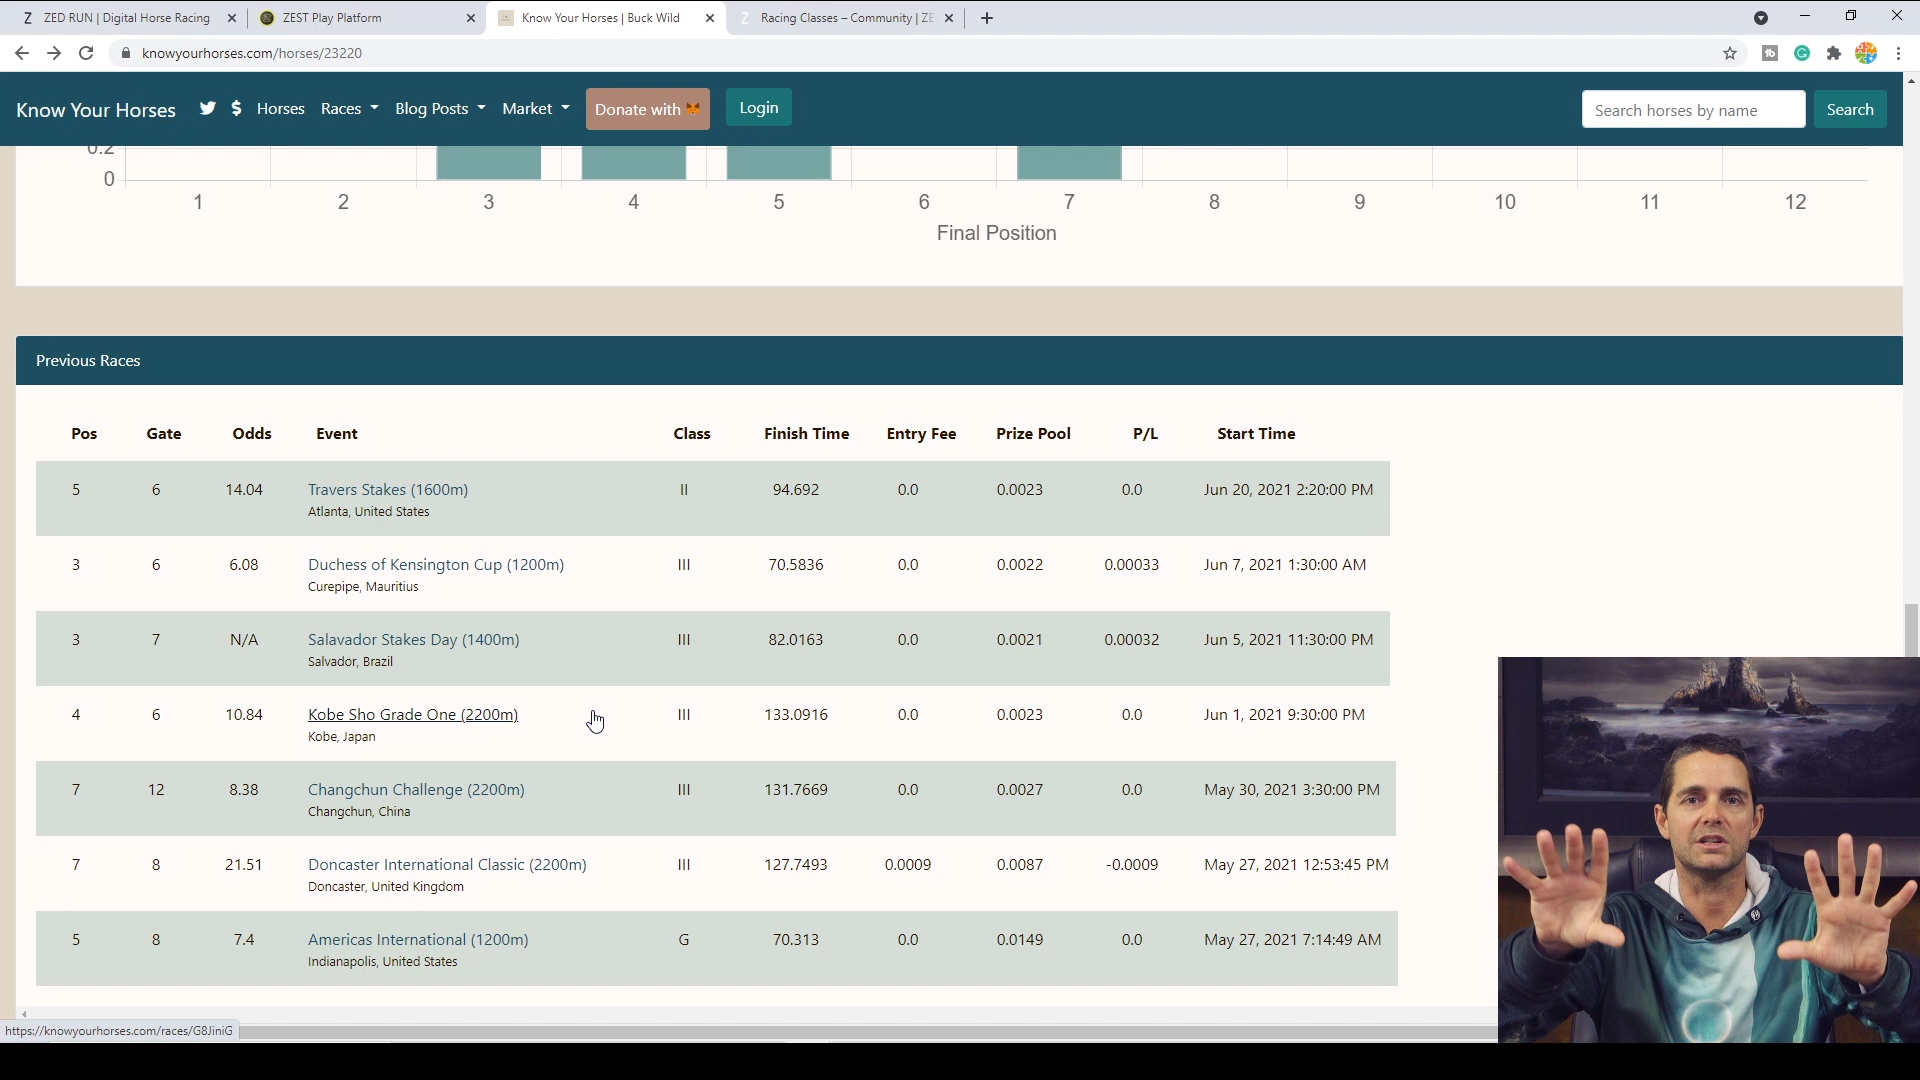 ZED RUN | Digital Horse Racing ZEST Play Platform Know Your Horses | Buck Wild Racing Classes – Community | ZE
knowyourhorses.com/horses/23220
Know Your Horses $ Horses Races Blog Posts Market Donate with Login Search horses by name Search
0.2
0
1 2 3 4 5 6 7 8 9 10 11 12
Final Position
Previous Races
Pos Gate Odds Event Class Finish Time Entry Fee Prize Pool P/L Start Time
5 6 14.04 Travers Stakes (1600m) II 94.692 0.0 0.0023 0.0 Jun 20, 2021 2:20:00 PM
Atlanta, United States
3 6 6.08 Duchess of Kensington Cup (1200m) III 70.5836 0.0 0.0022 0.00033 Jun 7, 2021 1:30:00 AM
Curepipe, Mauritius
3 7 N/A Salavador Stakes Day (1400m) III 82.0163 0.0 0.0021 0.00032 Jun 5, 2021 11:30:00 PM
Salvador, Brazil
4 6 10.84 Kobe Sho Grade One (2200m) III 133.0916 0.0 0.0023 0.0 Jun 1, 2021 9:30:00 PM
Kobe, Japan
7 12 8.38 Changchun Challenge (2200m) III 131.7669 0.0 0.0027 0.0 May 30, 2021 3:30:00 PM
Changchun, China
7 8 21.51 Doncaster International Classic (2200m) III 127.7493 0.0009 0.0087 -0.0009 May 27, 2021 12:53:45 PM
Doncaster, United Kingdom
5 8 7.4 Americas International (1200m) G 70.313 0.0 0.0149 0.0 May 27, 2021 7:14:49 AM
Indianapolis, United States
https://knowyourhorses.com/races/G8JiniG